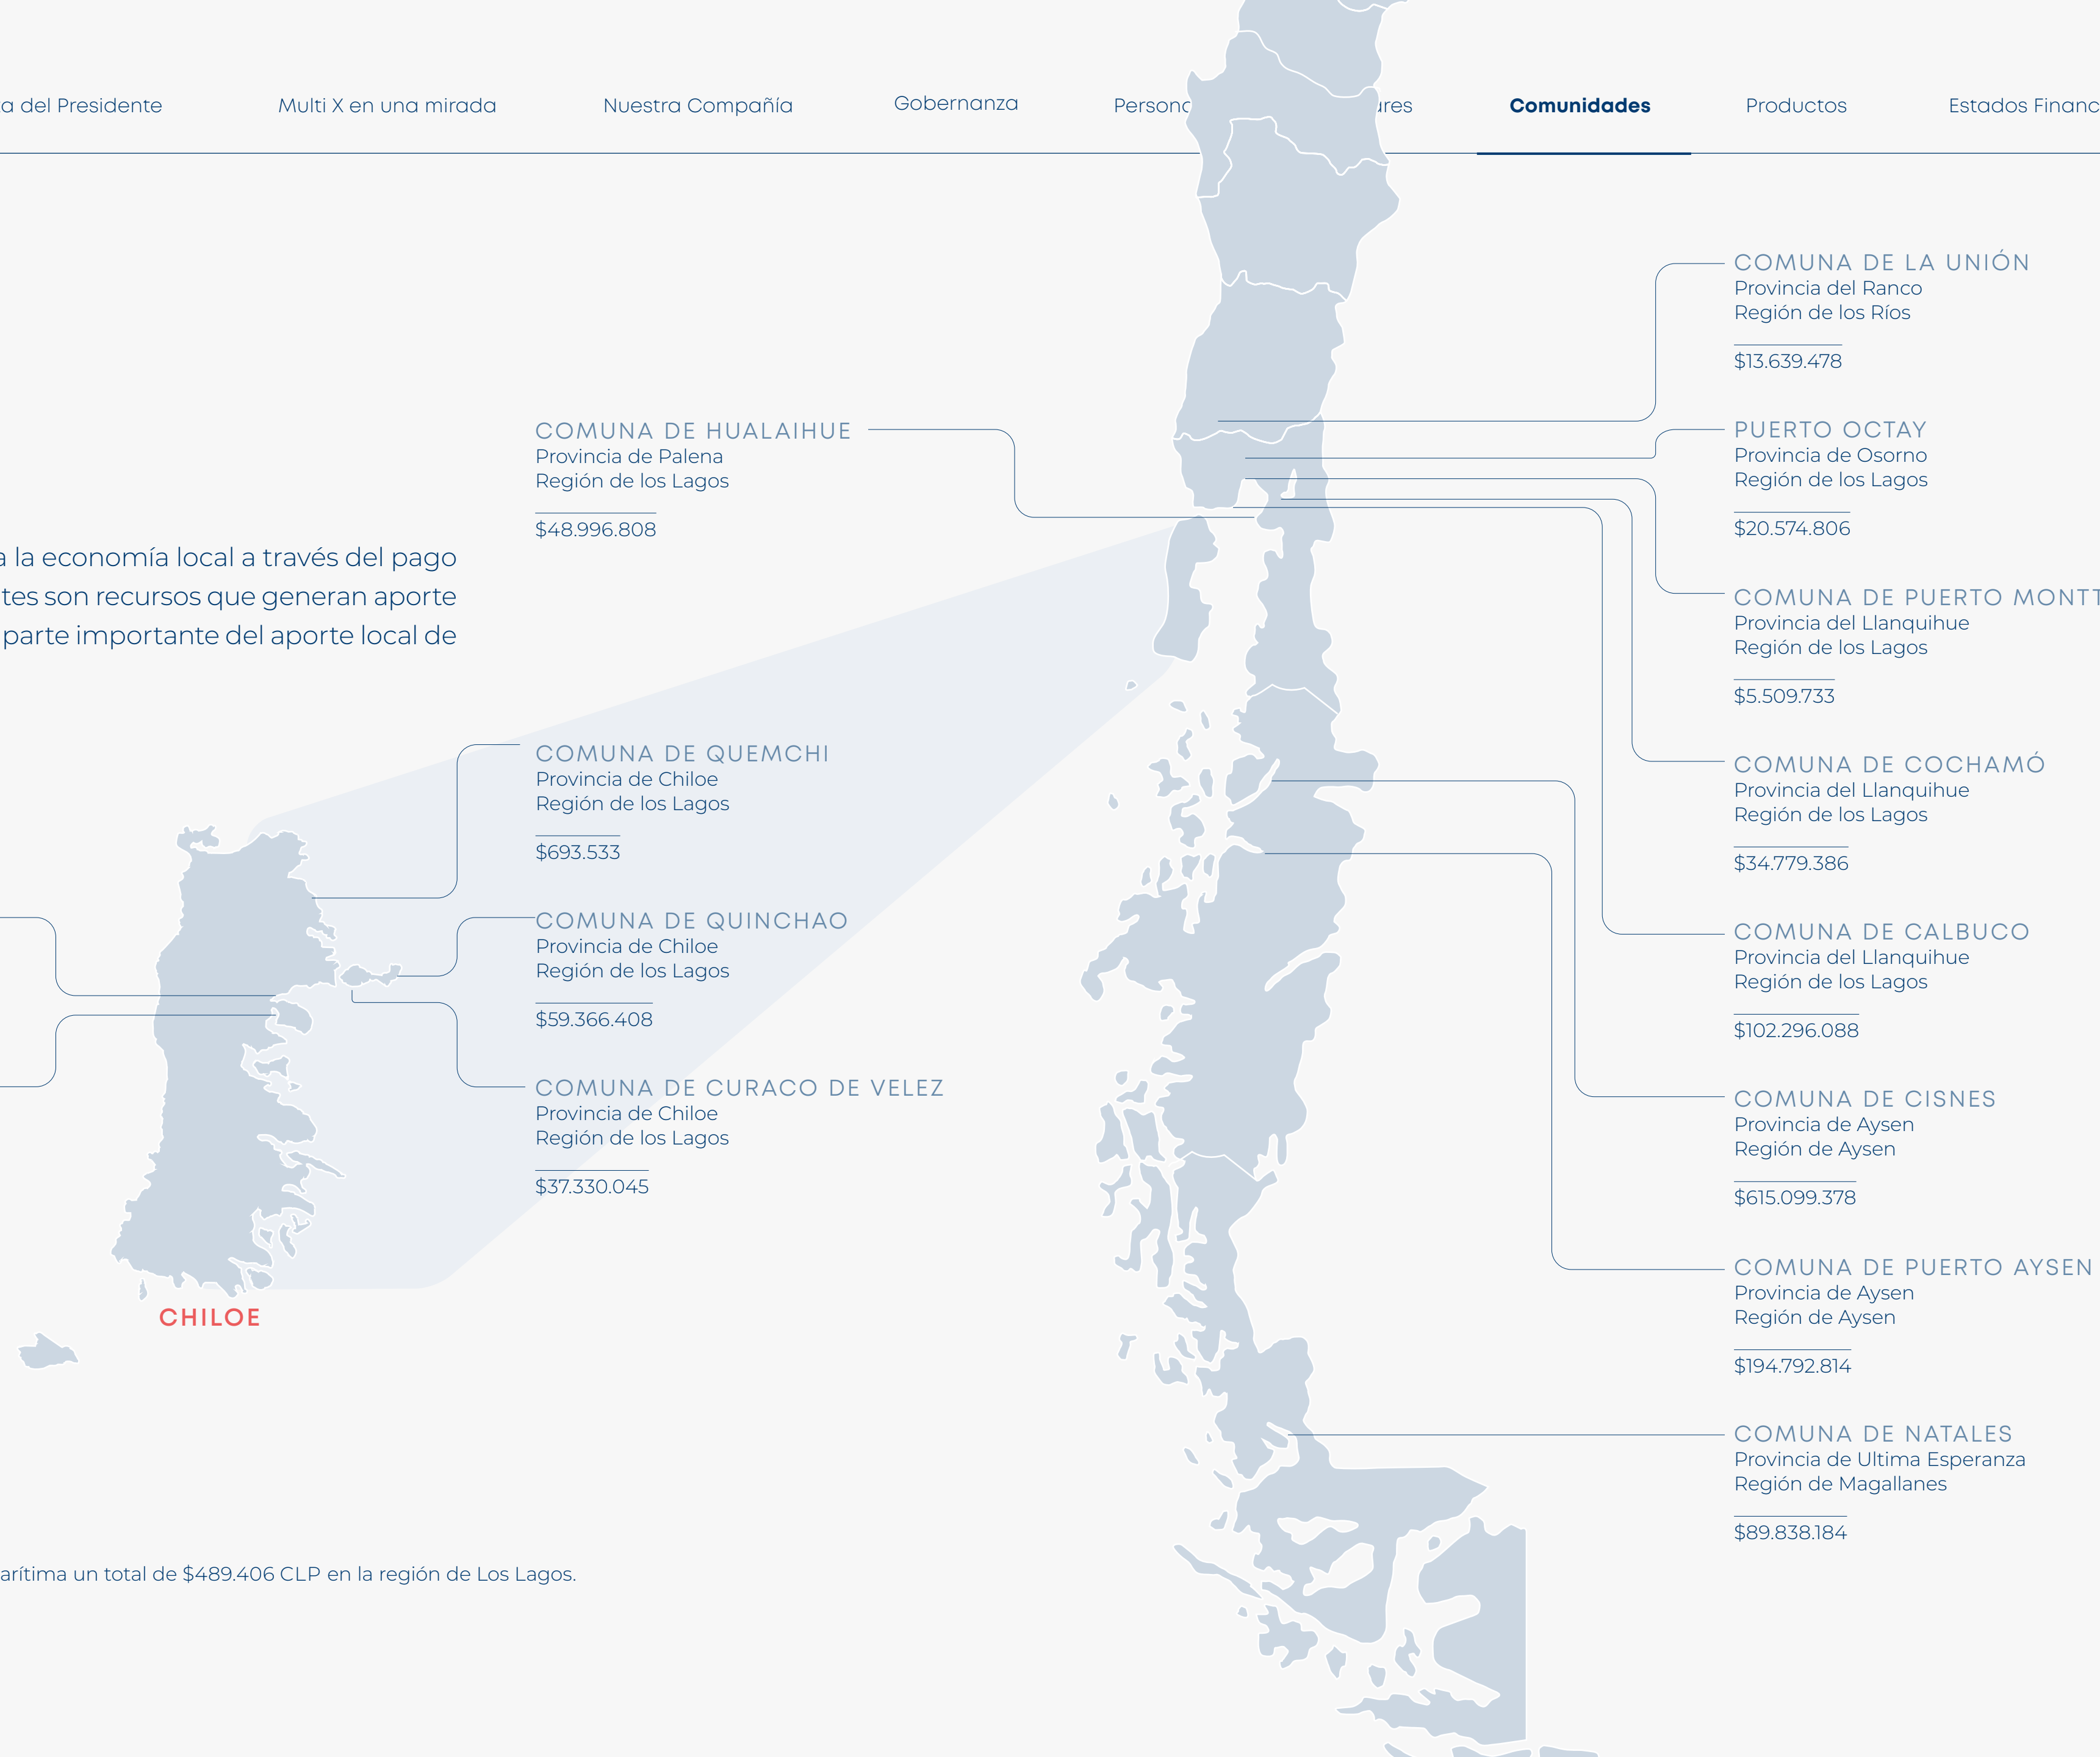 a del Presidente
Multi X en una mirada
Nuestra Compañía
Gobernanza
Persona
ares
Comunidades
Productos
Estados Financ
a la economía local a través del pago
tes son recursos que generan aporte
parte importante del aporte local de
COMUNA DE HUALAIHUE
Provincia de Palena
Región de los Lagos
$48.996.808
COMUNA DE QUEMCHI
Provincia de Chiloe
Región de los Lagos
$693.533
COMUNA DE QUINCHAO
Provincia de Chiloe
Región de los Lagos
$59.366.408
COMUNA DE CURACO DE VELEZ
Provincia de Chiloe
Región de los Lagos
$37.330.045
CHILOE
arítima un total de $489.406 CLP en la región de Los Lagos.
COMUNA DE LA UNIÓN
Provincia del Ranco
Región de los Ríos
$13.639.478
PUERTO OCTAY
Provincia de Osorno
Región de los Lagos
$20.574.806
COMUNA DE PUERTO MONTT
Provincia del Llanquihue
Región de los Lagos
$5.509.733
COMUNA DE COCHAMÓ
Provincia del Llanquihue
Región de los Lagos
$34.779.386
COMUNA DE CALBUCO
Provincia del Llanquihue
Región de los Lagos
$102.296.088
COMUNA DE CISNES
Provincia de Aysen
Región de Aysen
$615.099.378
COMUNA DE PUERTO AYSEN
Provincia de Aysen
Región de Aysen
$194.792.814
COMUNA DE NATALES
Provincia de Ultima Esperanza
Región de Magallanes
$89.838.184